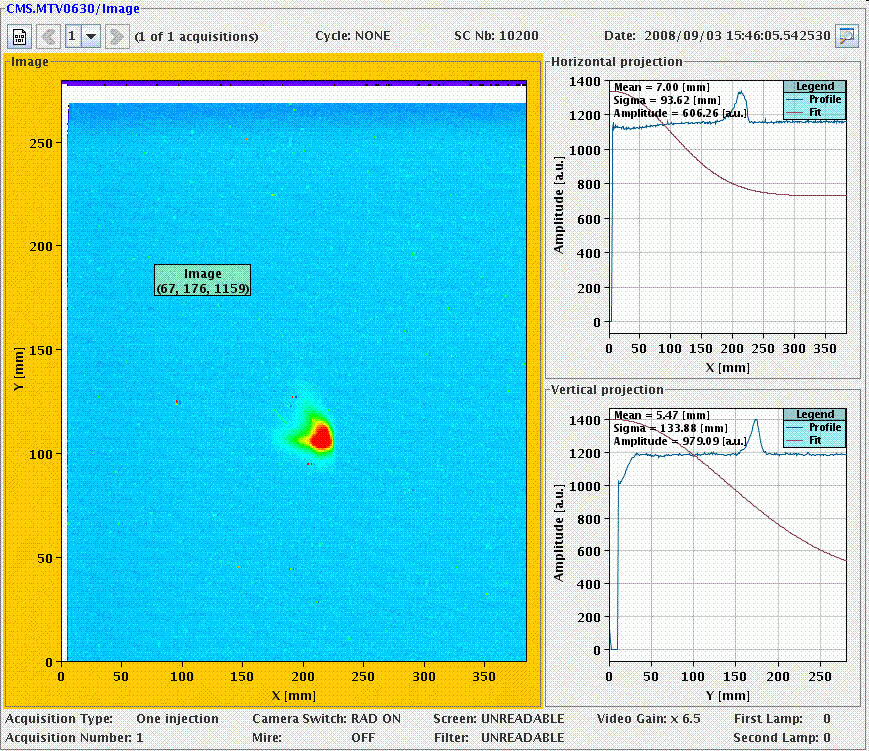 CMS.MTV0630/Image
1 (1 of 1 acquisitions) Cycle: NONE SC Nb: 10200 Date: 2008/09/03 15:46:05.542530
Image
250
200
150
100
50
0
0 50 100 150 200 250 300 350
Y [mm]
X [mm]
Image
(67, 176, 1159)
Horizontal projection
Mean = 7.00 [mm]
Sigma = 93.62 [mm]
Amplitude = 606.26 [a.u.]
Legend
Profile
Fit
1400
1200
1000
800
600
400
200
0
0 50 100 150 200 250 300 350
Amplitude [a.u.]
X [mm]
Vertical projection
Mean = 5.47 [mm]
Sigma = 133.88 [mm]
Amplitude = 979.09 [a.u.]
Legend
Profile
Fit
1400
1200
1000
800
600
400
200
0
0 50 100 150 200 250
Amplitude [a.u.]
Y [mm]
Acquisition Type: One injection Camera Switch: RAD ON Screen: UNREADABLE Video Gain: x 6.5 First Lamp: 0
Acquisition Number: 1 Mire: OFF Filter: UNREADABLE Second Lamp: 0